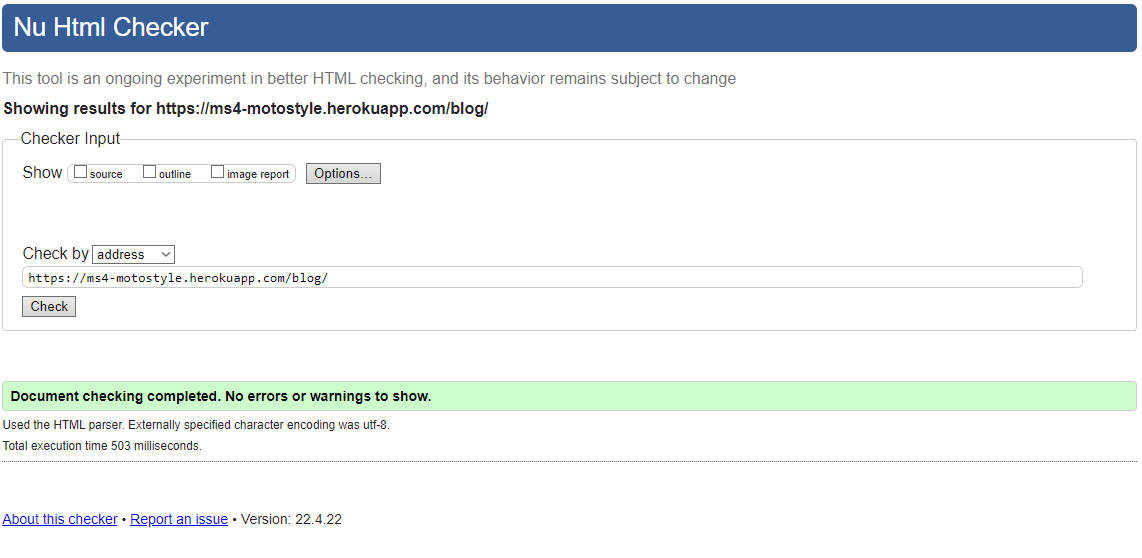 Nu Html Checker
This tool is an ongoing experiment in better HTML checking, and its behavior remains subject to change
Showing results for https://ms4-motostyle.herokuapp.com/blog/
Checker Input
Show source outline image report Options...
Check by address
https://ms4-motostyle.herokuapp.com/blog/
Check
Document checking completed. No errors or warnings to show.
Used the HTML parser. Externally specified character encoding was utf-8.
Total execution time 503 milliseconds.
About this checker • Report an issue • Version: 22.4.22